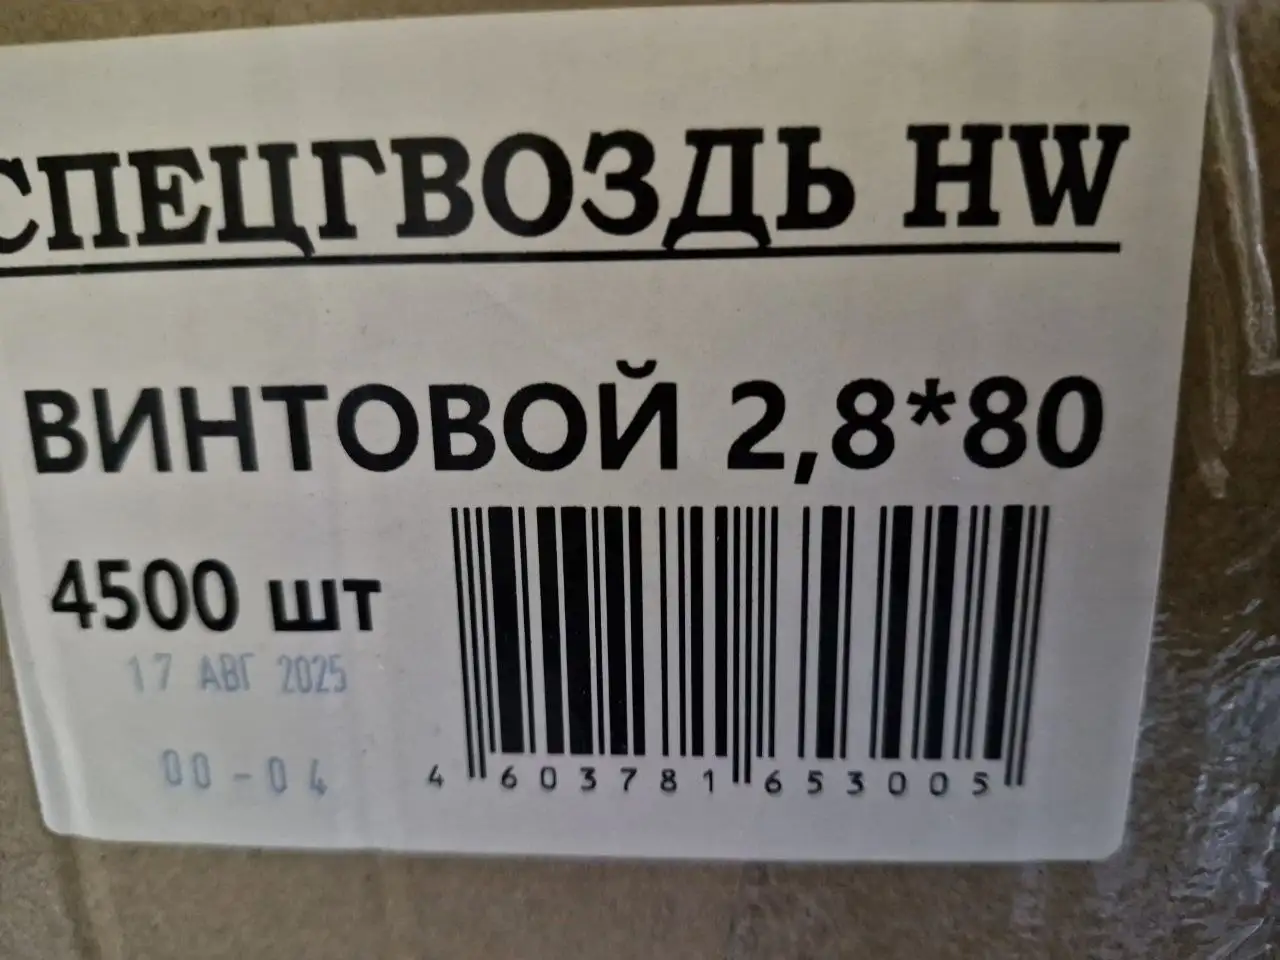 СПЕЦГВОЗДЬ HW
ВИНТОВОЙ 2,8*80
4500 шт
17 АВГ 2025
00-04
4 603781 653005